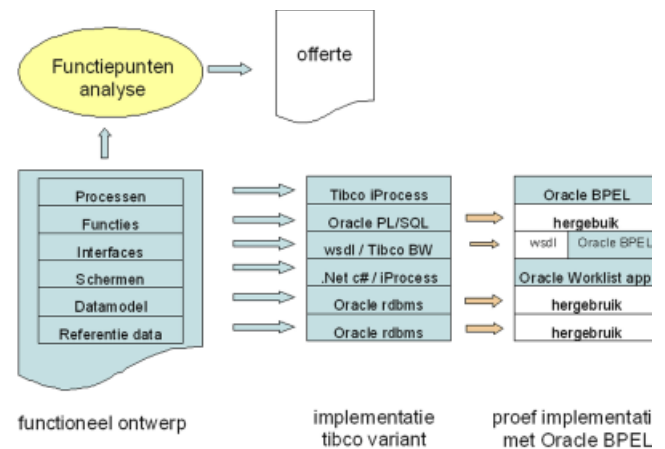 Functiepunten
analyse
offerte
Processen
Functies
Interfaces
Schermen
Datamodel
Referentie data
functioneel ontwerp
Tibco iProcess
Oracle PL/SQL
wsdl / Tibco BW
.Net c# / iProcess
Oracle rdbms
Oracle rdbms
implementatie
tibco variant
Oracle BPEL
hergebuik
wsdl Oracle BPEL
Oracle Worklist app
hergebruik
hergebruik
proef implementati
met Oracle BPEL